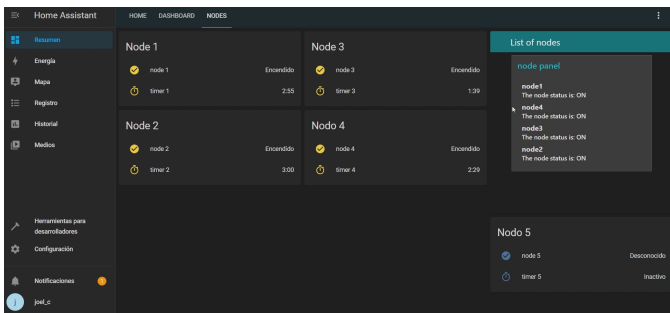 Home Assistant
HOME DASHBOARD NODES
Resumen
Energía
Mapa
Registro
Historial
Medios
Herramientas para
desarrolladores
Configuración
Notificaciones 1
j joel_c
Node 1
node 1 Encendido
timer 1 2:55
Node 2
node 2 Encendido
timer 2 3:00
Node 3
node 3 Encendido
timer 3 1:39
Nodo 4
node 4 Encendido
timer 4 2:29
List of nodes
node panel
node1
The node status is: ON
node4
The node status is: ON
node3
The node status is: ON
node2
The node status is: ON
Nodo 5
node 5 Desconocido
timer 5 Inactivo